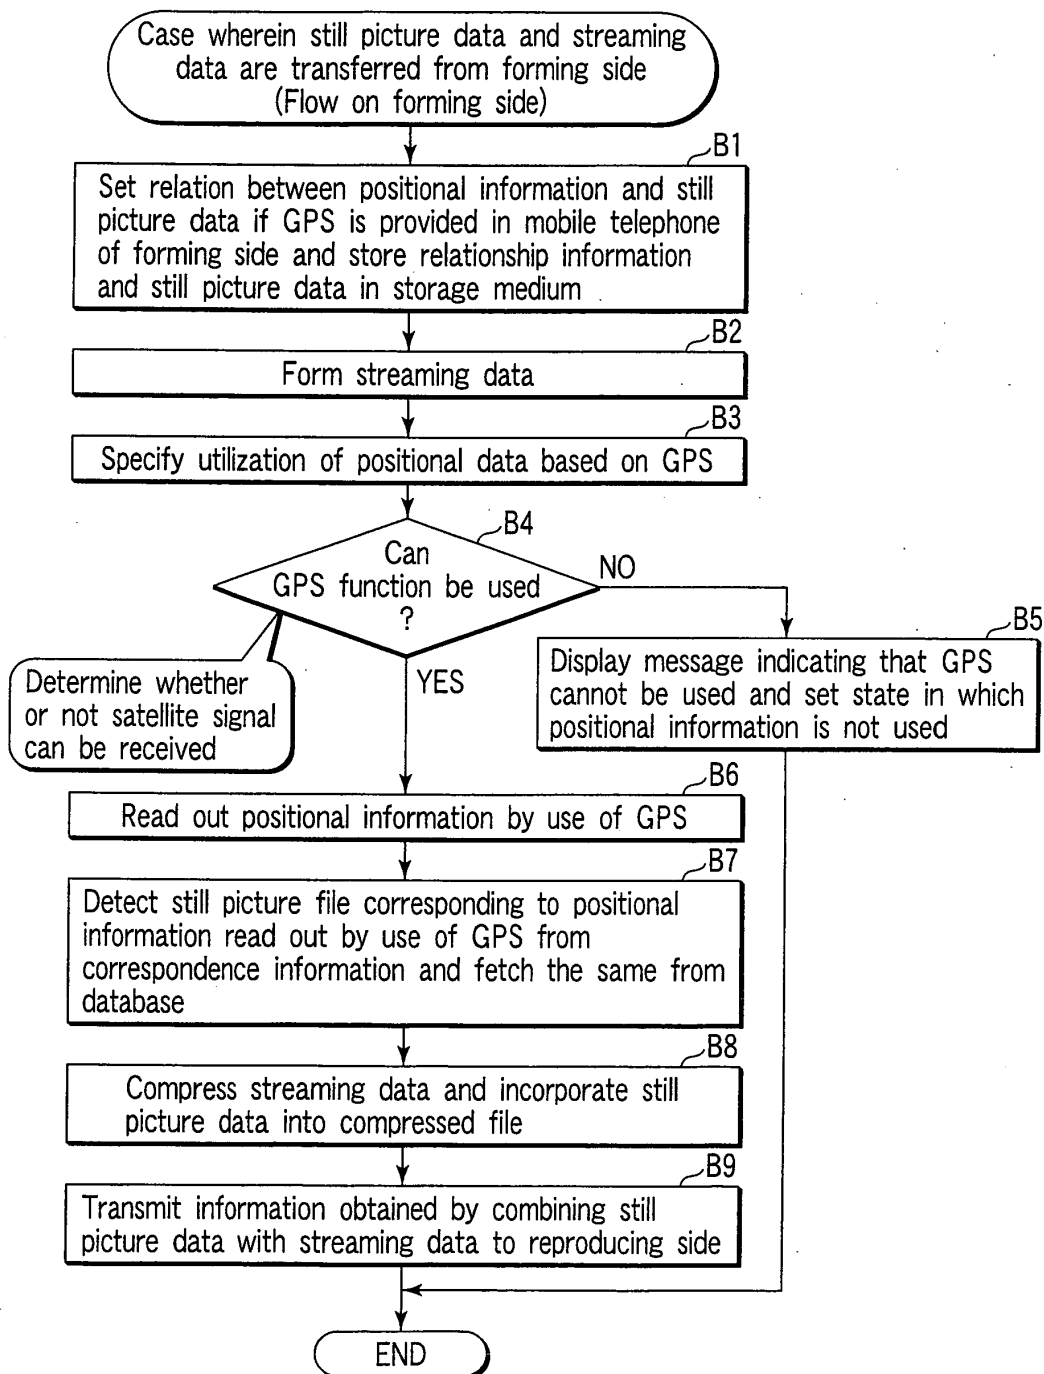 Case wherein still picture data and streaming
data are transferred from forming side
(Flow on forming side)
B1
Set relation between positional information and still
picture data if GPS is provided in mobile telephone
of forming side and store relationship information
and still picture data in storage medium
B2
Form streaming data
B3
Specify utilization of positional data based on GPS
B4
Can
GPS function be used
?
NO
YES
Determine whether
or not satellite signal
can be received
B5
Display message indicating that GPS
cannot be used and set state in which
positional information is not used
B6
Read out positional information by use of GPS
B7
Detect still picture file corresponding to positional
information read out by use of GPS from
correspondence information and fetch the same from
database
B8
Compress streaming data and incorporate still
picture data into compressed file
B9
Transmit information obtained by combining still
picture data with streaming data to reproducing side
END